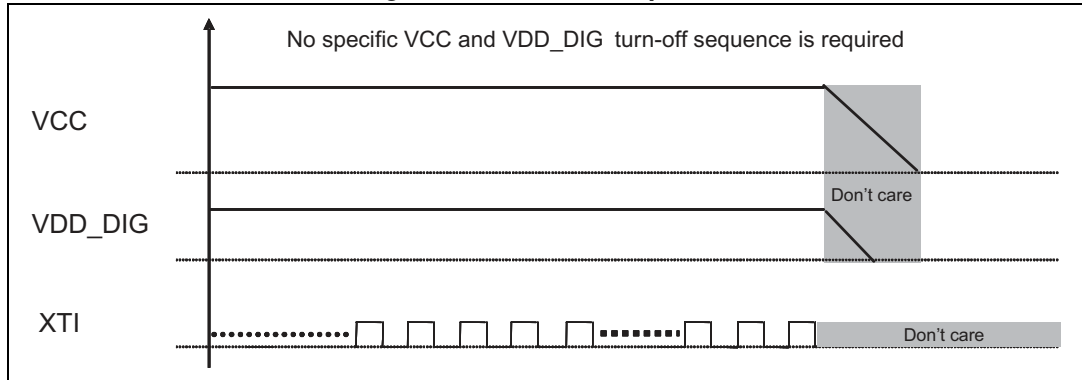 No specific VCC and VDD_DIG turn-off sequence is required
VCC
Don't care
VDD_DIG
XTI
Don't care